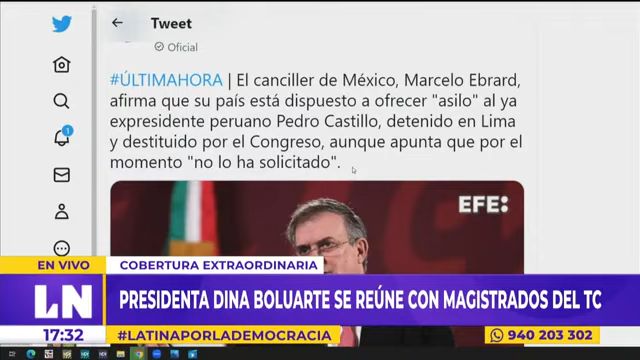 Tweet
Oficial
#ÚLTIMAHORA | El canciller de México, Marcelo Ebrard,
afirma que su país está dispuesto a ofrecer "asilo" al ya
expresidente peruano Pedro Castillo, detenido en Lima
y destituido por el Congreso, aunque apunta que por el
momento "no lo ha solicitado".
1
EFE:
EN VIVO
COBERTURA EXTRAORDINARIA
LN
PRESIDENTA DINA BOLUARTE SE REÚNE CON MAGISTRADOS DEL TC
17:32
#LATINAPORLADEMOCRACIA
940 203 302